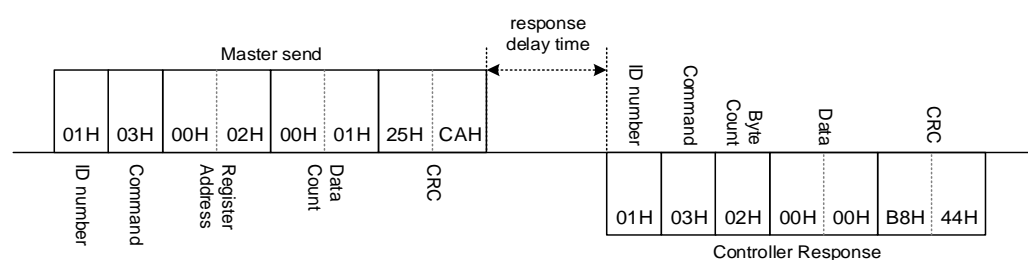 response
delay time
Master send
01H 03H 00H 02H 00H 01H 25H CAH
ID number
Command
Register
Address
Data
Count
CRC
ID number
Command
Byte
Count
Data
CRC
01H 03H 02H 00H 00H B8H 44H
Controller Response